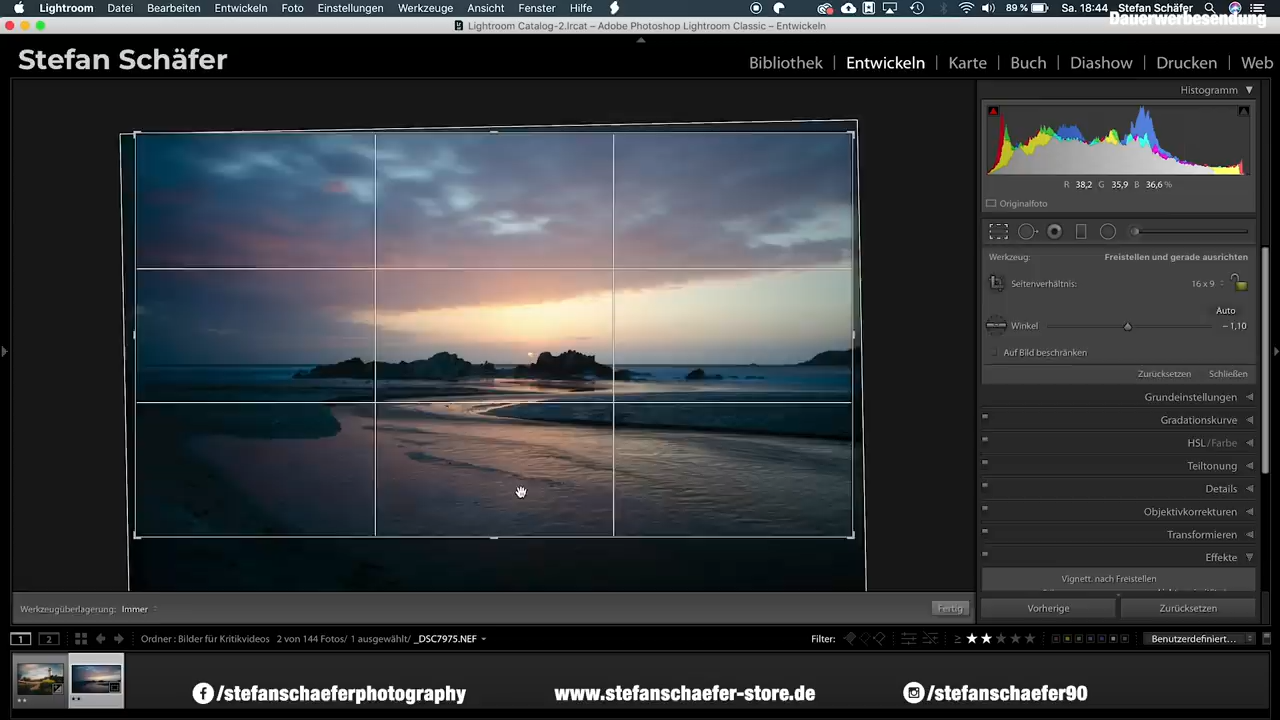 Lightroom Datei Bearbeiten Entwickeln Foto Einstellungen Werkzeuge Ansicht Fenster Hilfe 89 % Sa. 18:44 Stefan Schäfer
Dauerwerbesendung
Lightroom Catalog-2.lrcat – Adobe Photoshop Lightroom Classic – Entwickeln
Stefan Schäfer
Bibliothek | Entwickeln | Karte | Buch | Diashow | Drucken | Web
Histogramm
R 38,2 G 35,9 B 36,6 %
Originalfoto
Werkzeug: Freistellen und gerade ausrichten
Seitenverhältnis: 16 x 9
Auto
Winkel – 1,10
Auf Bild beschränken
Zurücksetzen Schließen
Grundeinstellungen
Gradationskurve
HSL / Farbe
Teiltonung
Details
Objektivkorrekturen
Transformieren
Effekte
Vignett. nach Freistellen
Werkzeugüberlagerung: Immer
Fertig
Vorherige Zurücksetzen
1 2 Ordner : Bilder für Kritikvideos 2 von 144 Fotos/ 1 ausgewählt/ _DSC7975.NEF Filter: ≥ ★★★★★ Benutzerdefiniert…
/stefanschaeferphotography www.stefanschaefer-store.de /stefanschaefer90